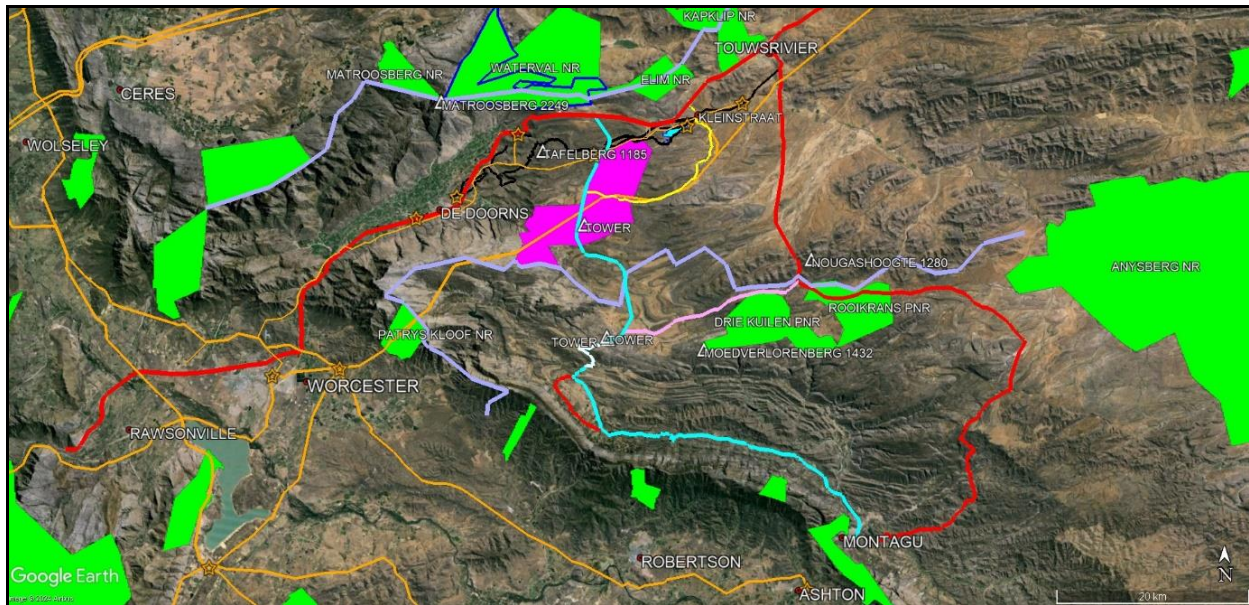 KAPKLIP NR
TOUWSRIVIER
WATERVAL NR
MATROOSBERG NR
ELIM NR
CERES
MATROOSBERG 2249
KLEINSTRAAT
WOLSELEY
TAFELBERG 1185
DE DOORNS
TOWER
NOUGASHOOGTE 1280
ANYSBERG NR
ROOIKRANS PNR
DRIE KUILEN PNR
PATRYS KLOOF NR
TOWER
TOWER
MOEDVERLORENBERG 1432
WORCESTER
RAWSONVILLE
MONTAGU
ROBERTSON
N
Google Earth
ASHTON
20 km